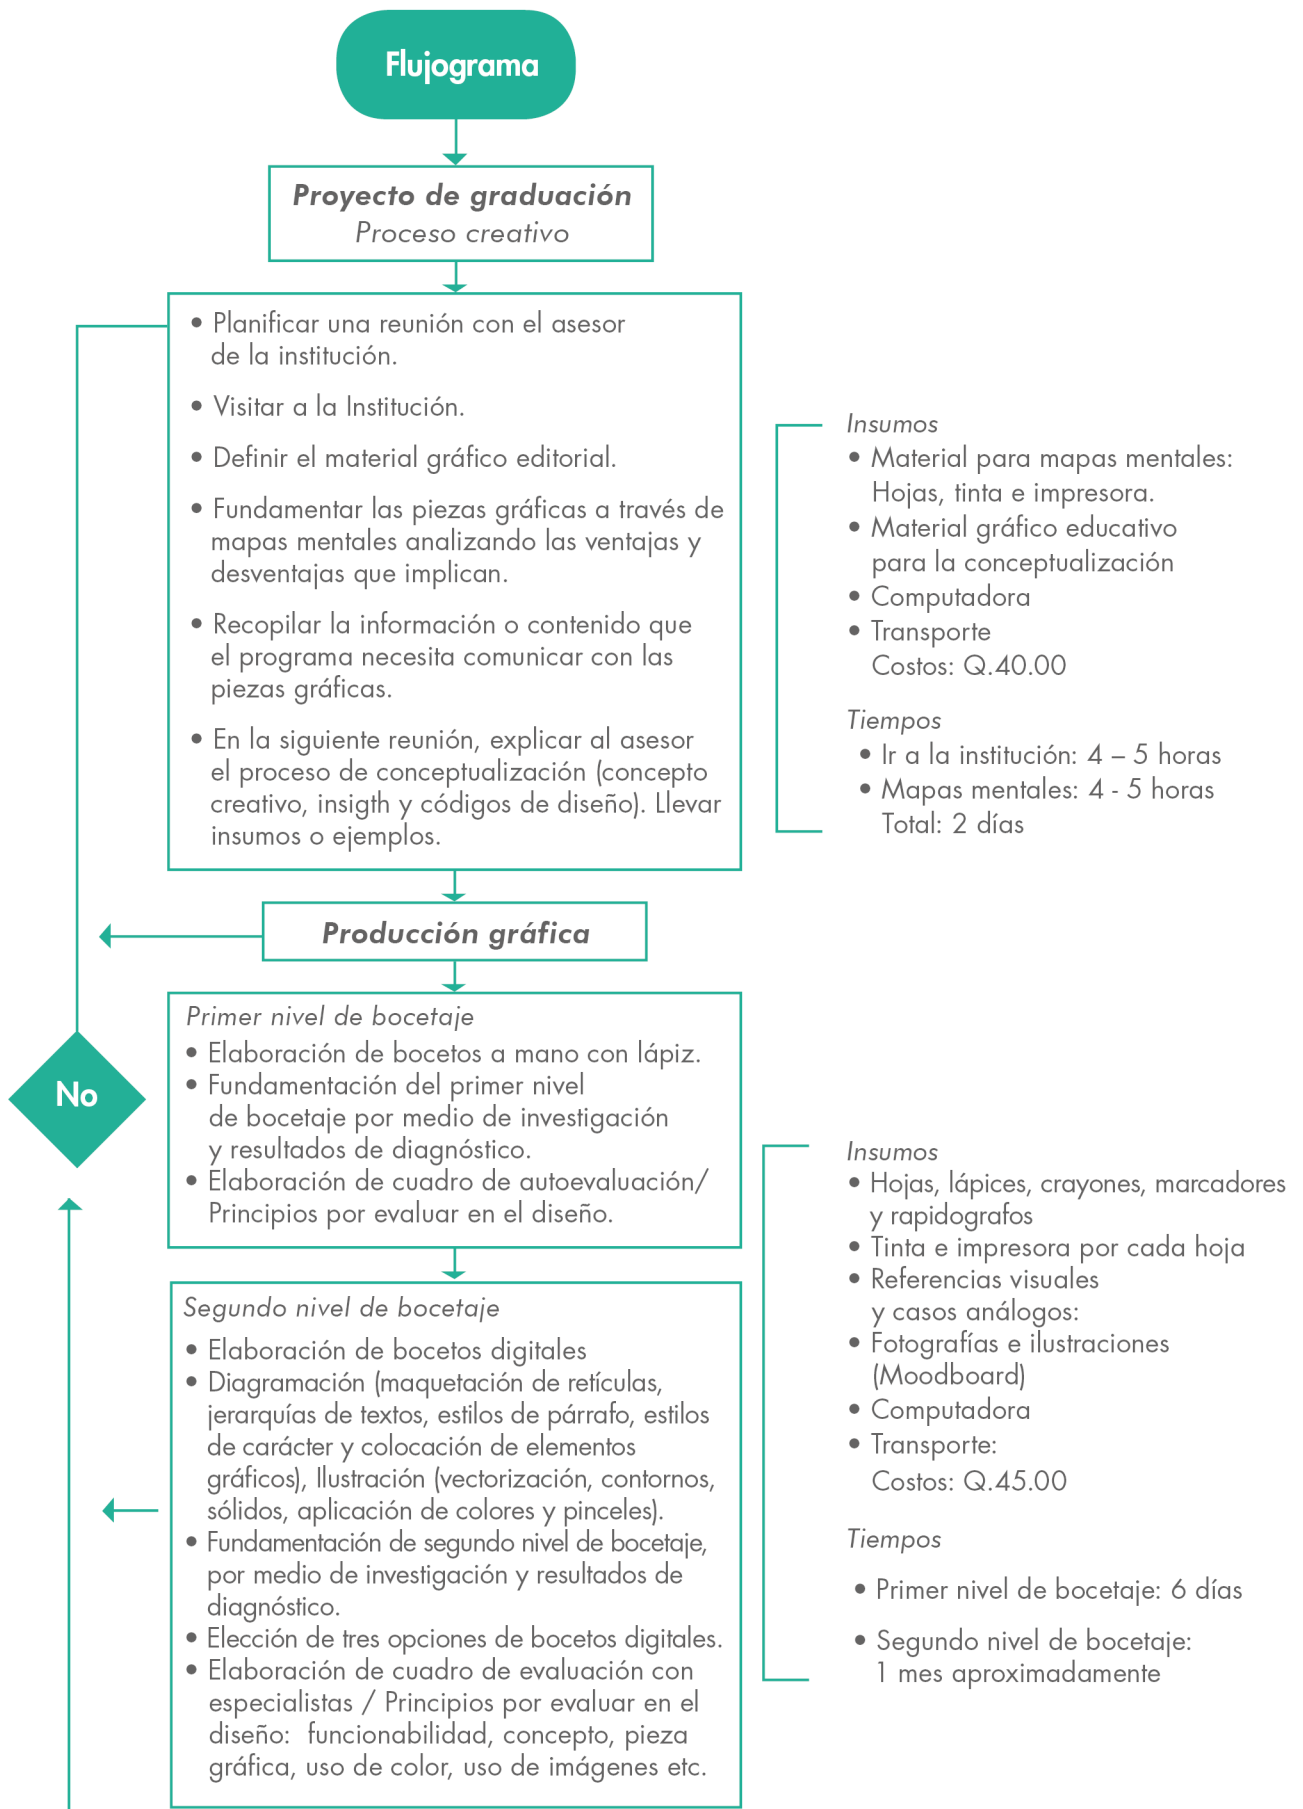 Flujograma
Proyecto de graduación
Proceso creativo
• Planificar una reunión con el asesor
de la institución.
• Visitar a la Institución.
• Definir el material gráfico editorial.
• Fundamentar las piezas gráficas a través de
mapas mentales analizando las ventajas y
desventajas que implican.
• Recopilar la información o contenido que
el programa necesita comunicar con las
piezas gráficas.
• En la siguiente reunión, explicar al asesor
el proceso de conceptualización (concepto
creativo, insigth y códigos de diseño). Llevar
insumos o ejemplos.
Insumos
• Material para mapas mentales:
Hojas, tinta e impresora.
• Material gráfico educativo
para la conceptualización
• Computadora
• Transporte
Costos: Q.40.00
Tiempos
• Ir a la institución: 4 – 5 horas
• Mapas mentales: 4 - 5 horas
Total: 2 días
Producción gráfica
No
Primer nivel de bocetaje
• Elaboración de bocetos a mano con lápiz.
• Fundamentación del primer nivel
de bocetaje por medio de investigación
y resultados de diagnóstico.
• Elaboración de cuadro de autoevaluación/
Principios por evaluar en el diseño.
Segundo nivel de bocetaje
• Elaboración de bocetos digitales
• Diagramación (maquetación de retículas,
jerarquías de textos, estilos de párrafo, estilos
de carácter y colocación de elementos
gráficos), Ilustración (vectorización, contornos,
sólidos, aplicación de colores y pinceles).
• Fundamentación de segundo nivel de bocetaje,
por medio de investigación y resultados de
diagnóstico.
• Elección de tres opciones de bocetos digitales.
• Elaboración de cuadro de evaluación con
especialistas / Principios por evaluar en el
diseño:  funcionabilidad, concepto, pieza
gráfica, uso de color, uso de imágenes etc.
Insumos
• Hojas, lápices, crayones, marcadores
y rapidografos
• Tinta e impresora por cada hoja
• Referencias visuales
y casos análogos:
• Fotografías e ilustraciones
(Moodboard)
• Computadora
• Transporte:
Costos: Q.45.00
Tiempos
• Primer nivel de bocetaje: 6 días
• Segundo nivel de bocetaje:
1 mes aproximadamente